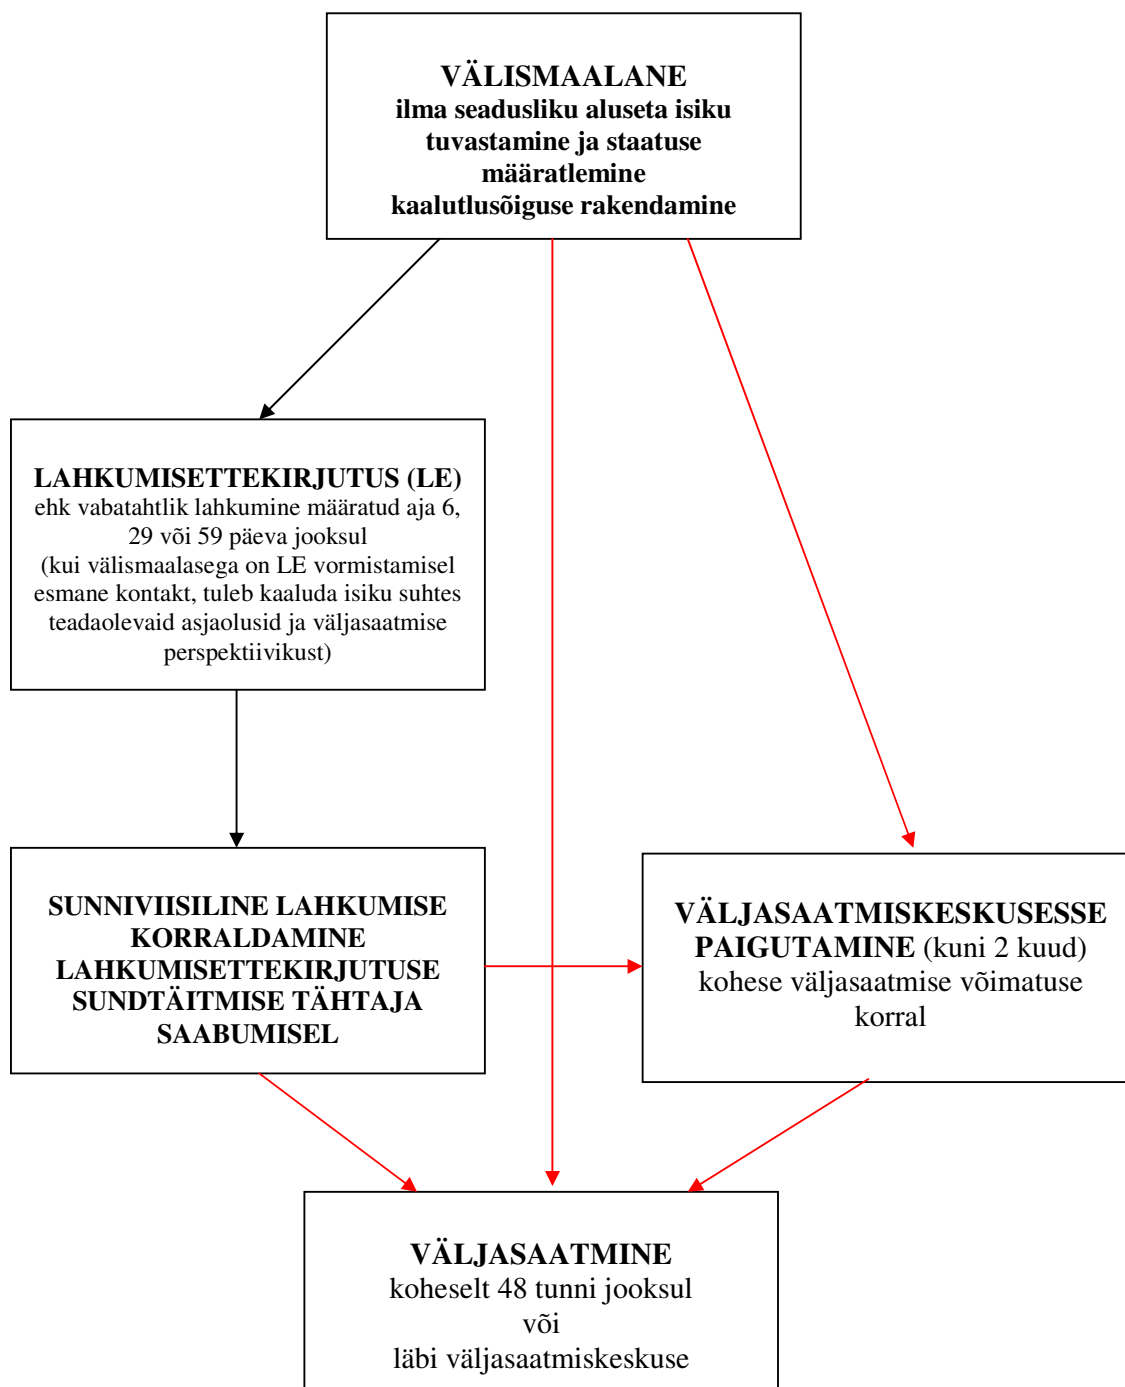 VÄLISMAALANE
ilma seadusliku aluseta isiku
tuvastamine ja staatuse
määratlemine
kaalutlusõiguse rakendamine
LAHKUMISETTEKIRJUTUS (LE)
ehk vabatahtlik lahkumine määratud aja 6,
29 või 59 päeva jooksul
(kui välismaalasega on LE vormistamisel
esmane kontakt, tuleb kaaluda isiku suhtes
teadaolevaid asjaolusid ja väljasaatmise
perspektiivikust)
SUNNIVIISILINE LAHKUMISE
KORRALDAMINE
LAHKUMISETTEKIRJUTUSE
SUNDTÄITMISE TÄHTAJA
SAABUMISEL
VÄLJASAATMISKESKUSESSE
PAIGUTAMINE (kuni 2 kuud)
kohese väljasaatmise võimatuse
korral
VÄLJASAATMINE
koheselt 48 tunni jooksul
või
läbi väljasaatmiskeskuse